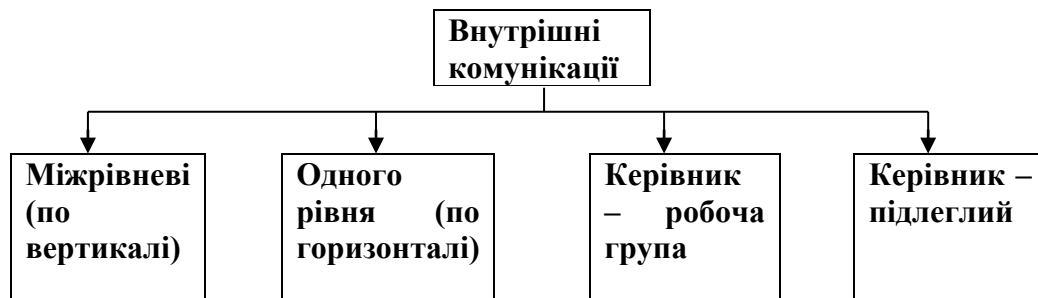 Внутрішні
комунікації
Міжрівневі
(по
вертикалі)
Одного
рівня (по
горизонталі)
Керівник
– робоча
група
Керівник –
підлеглий